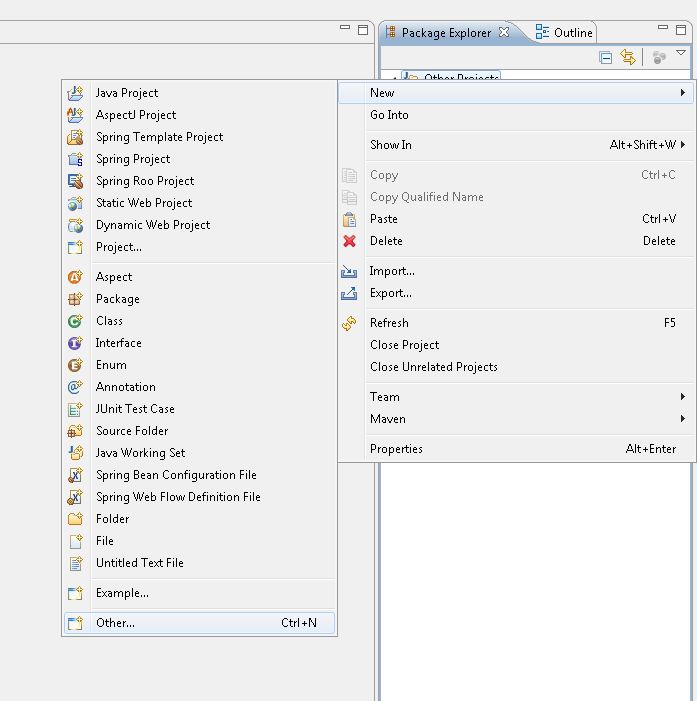 Package Explorer
Outline
Other Projects
Java Project
AspectJ Project
Spring Template Project
Spring Project
Spring Roo Project
Static Web Project
Dynamic Web Project
Project...
Aspect
Package
Class
Interface
Enum
Annotation
JUnit Test Case
Source Folder
Java Working Set
Spring Bean Configuration File
Spring Web Flow Definition File
Folder
File
Untitled Text File
Example...
Other... Ctrl+N
New
Go Into
Show In Alt+Shift+W
Copy Ctrl+C
Copy Qualified Name
Paste Ctrl+V
Delete Delete
Import...
Export...
Refresh F5
Close Project
Close Unrelated Projects
Team
Maven
Properties Alt+Enter